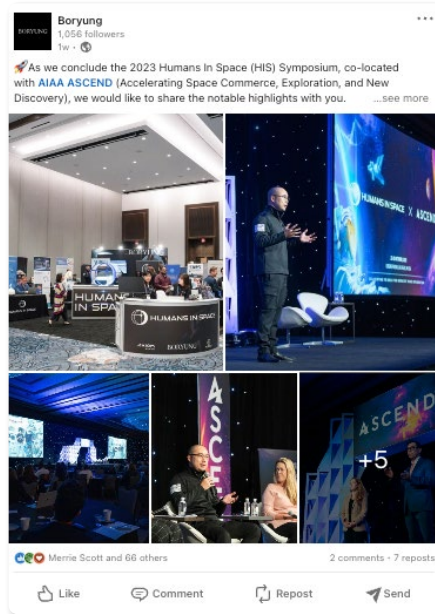 BORYUNG
Boryung
1,056 followers
1w •
🚀As we conclude the 2023 Humans In Space (HIS) Symposium, co-located
with AIAA ASCEND (Accelerating Space Commerce, Exploration, and New
Discovery), we would like to share the notable highlights with you. ...see more
BORYUNG
HUMANS
IN SPACE
HUMANS IN SPACE
BORYUNG
HUMANS IN SPACE X ASCEND
ASCEND
ASCEND
+5
Merrie Scott and 66 others
2 comments • 7 reposts
Like
Comment
Repost
Send